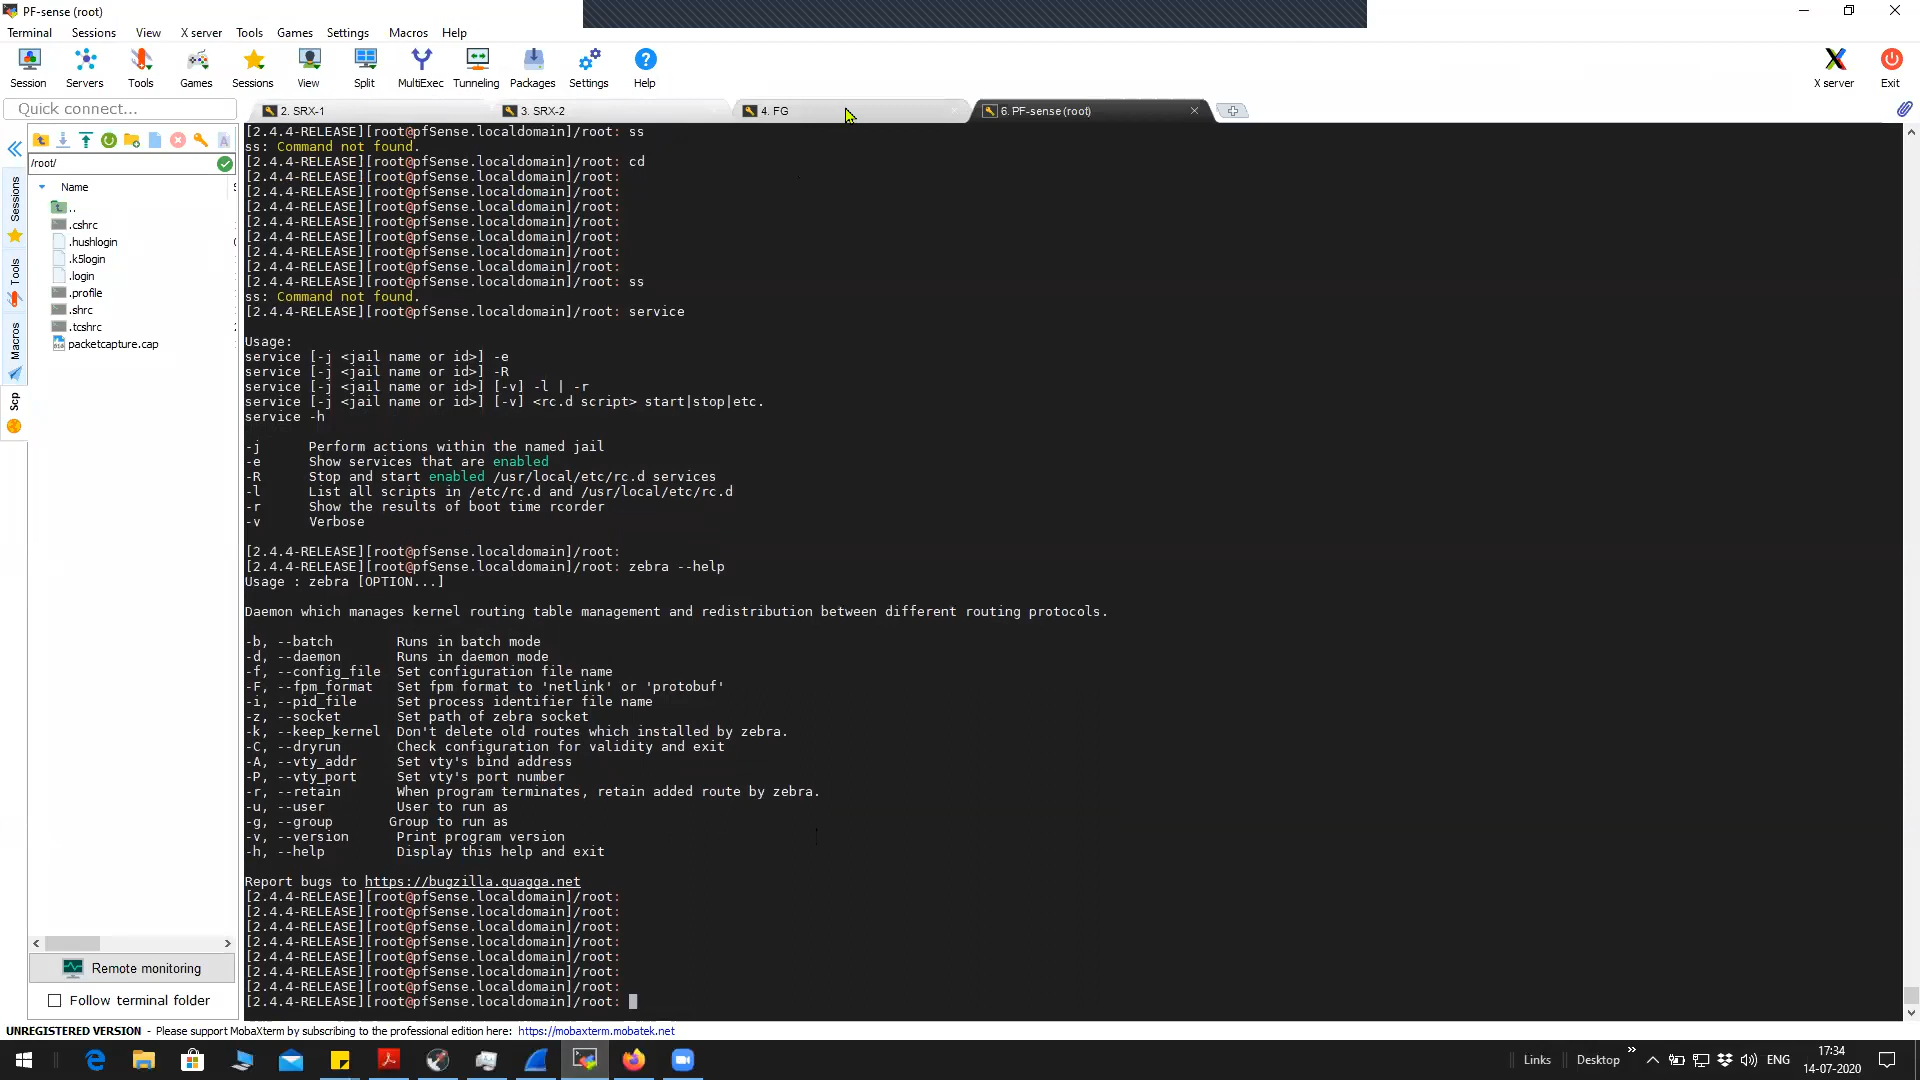 PF-sense (root)
Terminal Sessions View X server Tools Games Settings Macros Help
Session Servers Tools Games Sessions View Split MultiExec Tunneling Packages Settings Help X server Exit
Quick connect...
2. SRX-1
3. SRX-2
4. FG
6. PF-sense (root)
/root/
Name
..
.cshrc
.hushlogin
.k5login
.login
.profile
.shrc
.tcshrc
packetcapture.cap
Sessions
Tools
Macros
Scp
Remote monitoring
Follow terminal folder
[2.4.4-RELEASE][root@pfSense.localdomain]/root: ss
ss: Command not found.
[2.4.4-RELEASE][root@pfSense.localdomain]/root: cd
[2.4.4-RELEASE][root@pfSense.localdomain]/root:
[2.4.4-RELEASE][root@pfSense.localdomain]/root:
[2.4.4-RELEASE][root@pfSense.localdomain]/root:
[2.4.4-RELEASE][root@pfSense.localdomain]/root:
[2.4.4-RELEASE][root@pfSense.localdomain]/root:
[2.4.4-RELEASE][root@pfSense.localdomain]/root:
[2.4.4-RELEASE][root@pfSense.localdomain]/root:
[2.4.4-RELEASE][root@pfSense.localdomain]/root: ss
ss: Command not found.
[2.4.4-RELEASE][root@pfSense.localdomain]/root: service
Usage:
service [-j <jail name or id>] -e
service [-j <jail name or id>] -R
service [-j <jail name or id>] [-v] -l | -r
service [-j <jail name or id>] [-v] <rc.d script> start|stop|etc.
service -h
-j Perform actions within the named jail
-e Show services that are enabled
-R Stop and start enabled /usr/local/etc/rc.d services
-l List all scripts in /etc/rc.d and /usr/local/etc/rc.d
-r Show the results of boot time rcorder
-v Verbose
[2.4.4-RELEASE][root@pfSense.localdomain]/root:
[2.4.4-RELEASE][root@pfSense.localdomain]/root: zebra --help
Usage : zebra [OPTION...]
Daemon which manages kernel routing table management and redistribution between different routing protocols.
-b, --batch Runs in batch mode
-d, --daemon Runs in daemon mode
-f, --config_file Set configuration file name
-F, --fpm_format Set fpm format to 'netlink' or 'protobuf'
-i, --pid_file Set process identifier file name
-z, --socket Set path of zebra socket
-k, --keep_kernel Don't delete old routes which installed by zebra.
-C, --dryrun Check configuration for validity and exit
-A, --vty_addr Set vty's bind address
-P, --vty_port Set vty's port number
-r, --retain When program terminates, retain added route by zebra.
-u, --user User to run as
-g, --group Group to run as
-v, --version Print program version
-h, --help Display this help and exit
Report bugs to https://bugzilla.quagga.net
[2.4.4-RELEASE][root@pfSense.localdomain]/root:
[2.4.4-RELEASE][root@pfSense.localdomain]/root:
[2.4.4-RELEASE][root@pfSense.localdomain]/root:
[2.4.4-RELEASE][root@pfSense.localdomain]/root:
[2.4.4-RELEASE][root@pfSense.localdomain]/root:
[2.4.4-RELEASE][root@pfSense.localdomain]/root:
[2.4.4-RELEASE][root@pfSense.localdomain]/root:
[2.4.4-RELEASE][root@pfSense.localdomain]/root:
UNREGISTERED VERSION - Please support MobaXterm by subscribing to the professional edition here: https://mobaxterm.mobatek.net
Links Desktop ENG
17:34
14-07-2020